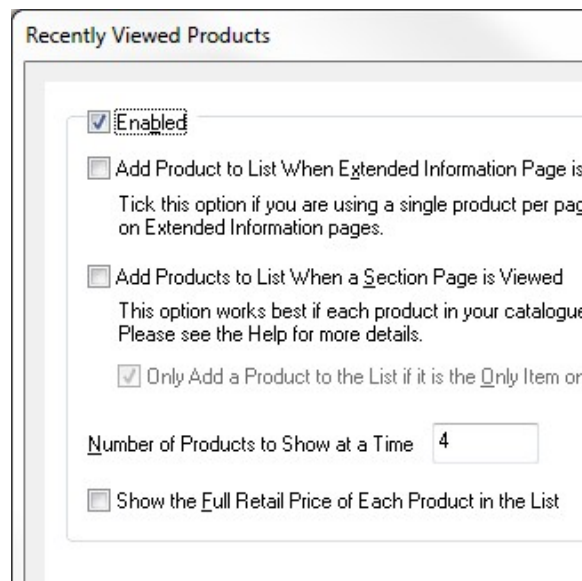 Recently Viewed Products
Enabled
Add Product to List When Extended Information Page is
Tick this option if you are using a single product per pag
on Extended Information pages.
Add Products to List When a Section Page is Viewed
This option works best if each product in your catalogue
Please see the Help for more details.
Only Add a Product to the List if it is the Only Item or
Number of Products to Show at a Time 4
Show the Full Retail Price of Each Product in the List